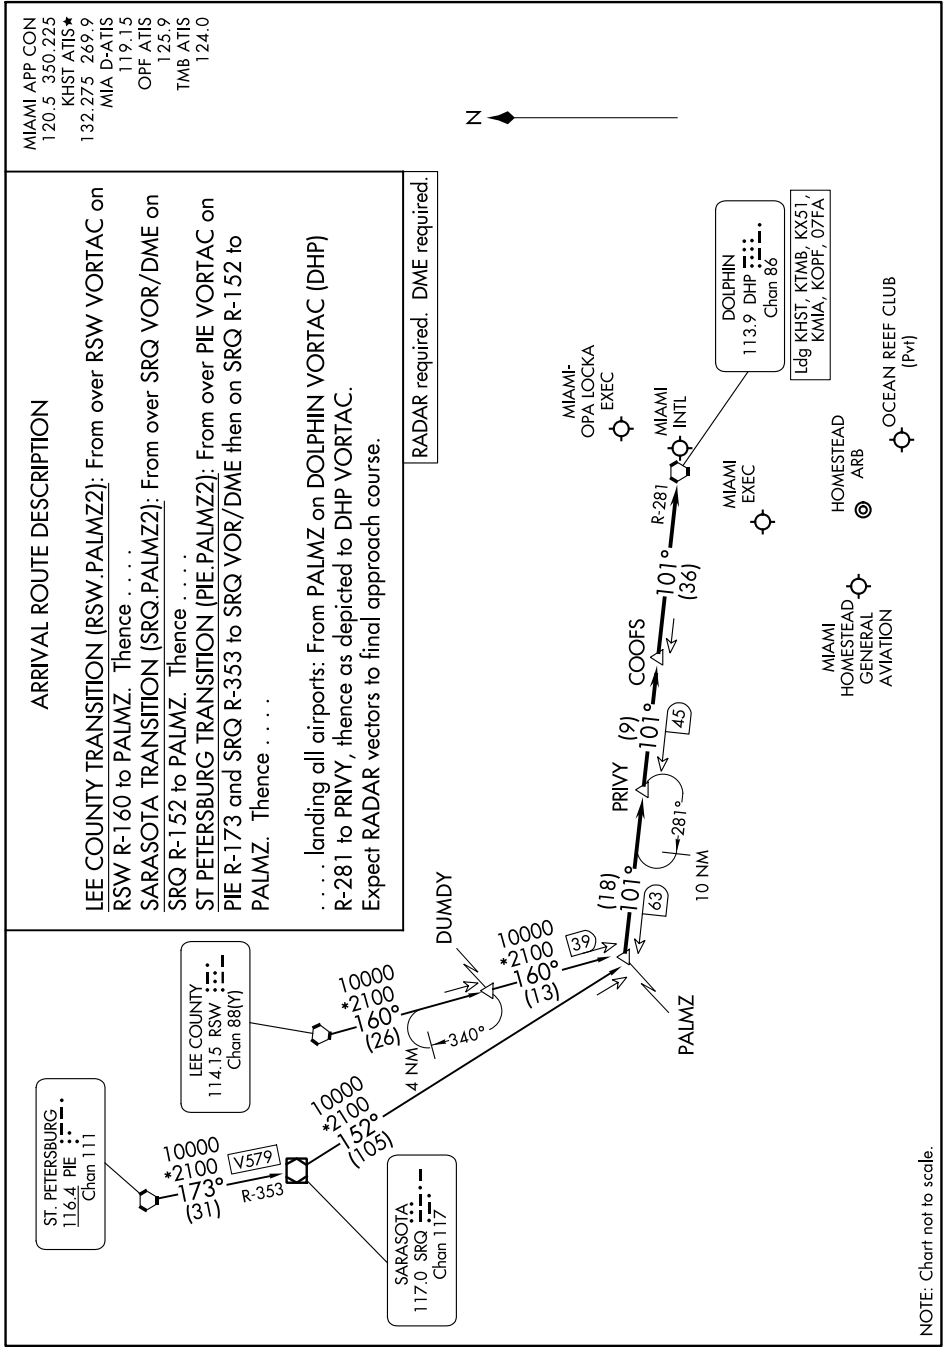 MIAMI APP CON
120.5 350.225
KHST ATIS★
132.275 269.9
MIA D-ATIS
119.15
OPF ATIS
125.9
TMB ATIS
124.0
ARRIVAL ROUTE DESCRIPTION
LEE COUNTY TRANSITION (RSW.PALMZ2): From over RSW VORTAC on
RSW R-160 to PALMZ. Thence . . . .
SARASOTA TRANSITION (SRQ.PALMZ2): From over SRQ VOR/DME on
SRQ R-152 to PALMZ. Thence . . . .
ST PETERSBURG TRANSITION (PIE.PALMZ2): From over PIE VORTAC on
PIE R-173 and SRQ R-353 to SRQ VOR/DME then on SRQ R-152 to
PALMZ. Thence . . . .
. . . . landing all airports: From PALMZ on DOLPHIN VORTAC (DHP)
R-281 to PRIVY, thence as depicted to DHP VORTAC.
Expect RADAR vectors to final approach course.
RADAR required. DME required.
N
ST. PETERSBURG
116.4 PIE
Chan 111
10000
*2100
173°
(31)
V579
R-353
SARASOTA
117.0 SRQ
Chan 117
LEE COUNTY
114.15 RSW
Chan 88(Y)
10000
*2100
160°
(26)
10000
*2100
152°
(105)
4 NM
340°
DUMDY
10000
*2100
160°
(13)
39
PALMZ
63
(18)
101°
10 NM
281°
PRIVY
45
(9)
101°
COOFS
101°
(36)
R-281
MIAMI-
OPA LOCKA
EXEC
MIAMI
INTL
MIAMI
EXEC
DOLPHIN
113.9 DHP
Chan 86
Ldg KHST, KTMB, KX51,
KMIA, KOPF, 07FA
HOMESTEAD
ARB
OCEAN REEF CLUB
(Pvt)
MIAMI
HOMESTEAD
GENERAL
AVIATION
NOTE: Chart not to scale.